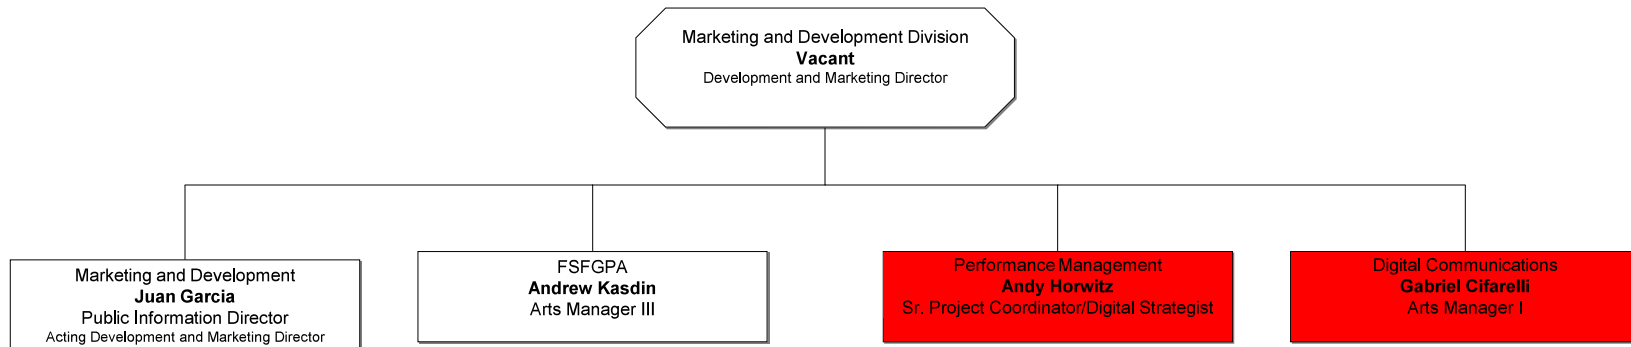 Marketing and Development Division
Vacant
Development and Marketing Director
Marketing and Development
Juan Garcia
Public Information Director
Acting Development and Marketing Director
FSFGPA
Andrew Kasdin
Arts Manager III
Performance Management
Andy Horwitz
Sr. Project Coordinator/Digital Strategist
Digital Communications
Gabriel Cifarelli
Arts Manager I